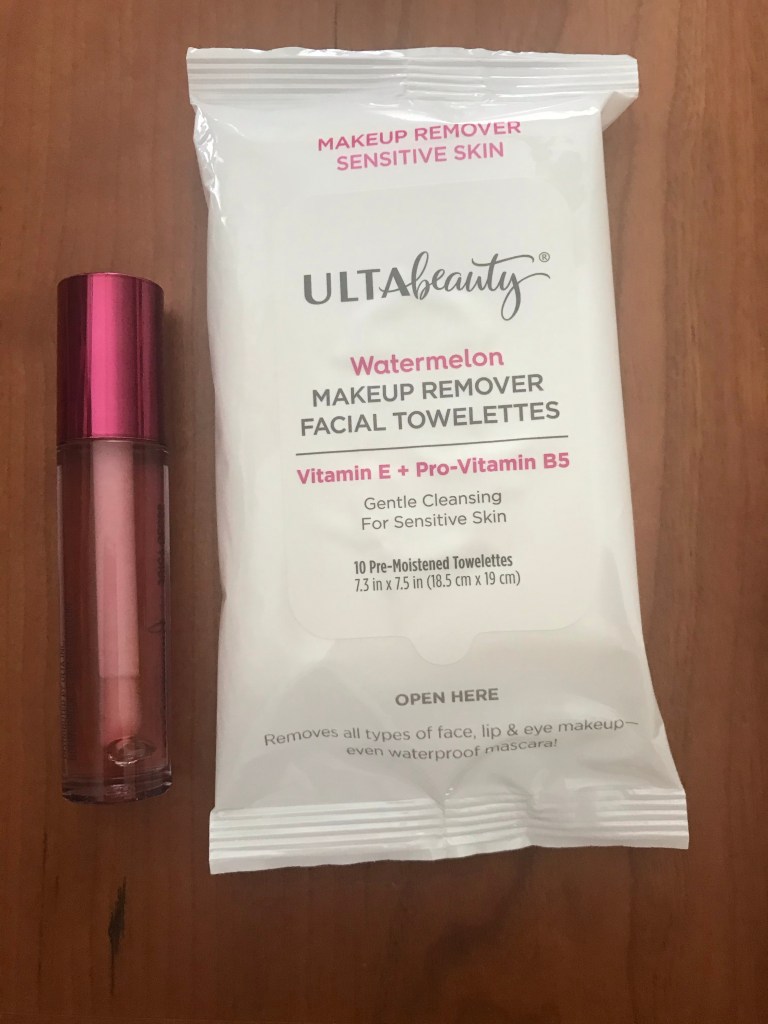 MAKEUP REMOVER
SENSITIVE SKIN
ULTAbeauty®
Watermelon
MAKEUP REMOVER
FACIAL TOWELETTES
Vitamin E + Pro-Vitamin B5
Gentle Cleansing
For Sensitive Skin
10 Pre-Moistened Towelettes
7.3 in x 7.5 in (18.5 cm x 19 cm)
OPEN HERE
Removes all types of face, lip & eye makeup—
even waterproof mascara!